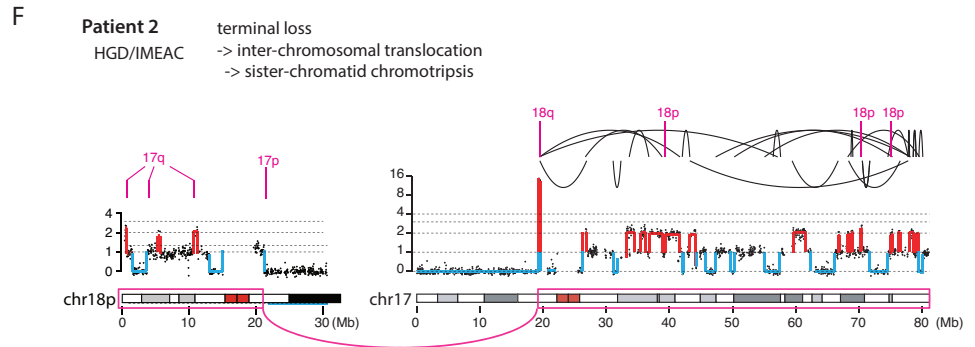 F
Patient 2
HGD/IMEAC
terminal loss
-> inter-chromosomal translocation
-> sister-chromatid chromotripsis
17q
17p
18q
18p
18p
18p
4
2
1
0
16
8
4
2
1
0
chr18p
0 10 20 30 (Mb)
chr17
0 10 20 30 40 50 60 70 80 (Mb)